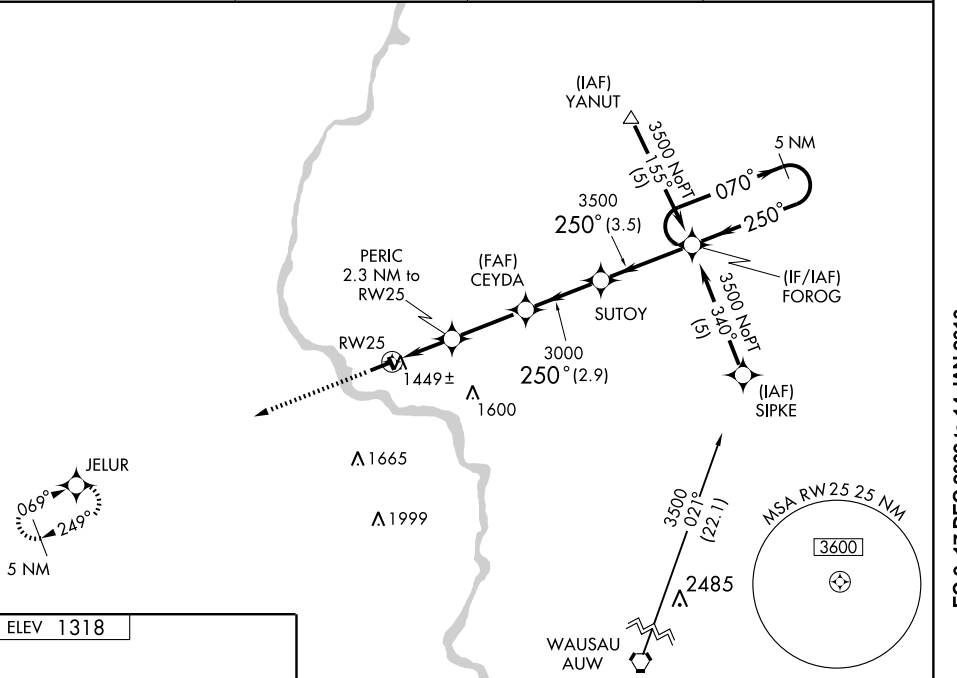 (IAF)
YANUT
3500 NoPT
155°
(5)
5 NM
070°
250°
3500
250° (3.5)
(IF/IAF)
FOROG
PERIC
2.3 NM to
RW25
(FAF)
CEYDA
SUTOY
3000
250° (2.9)
3500 NoPT
340°
(5)
(IAF)
SIPKE
RW25
1449±
1600
1665
1999
JELUR
069°
249°
5 NM
3500
021°
(22.1)
2485
WAUSAU
AUW
MSA RW25 25 NM
3600
ELEV 1318